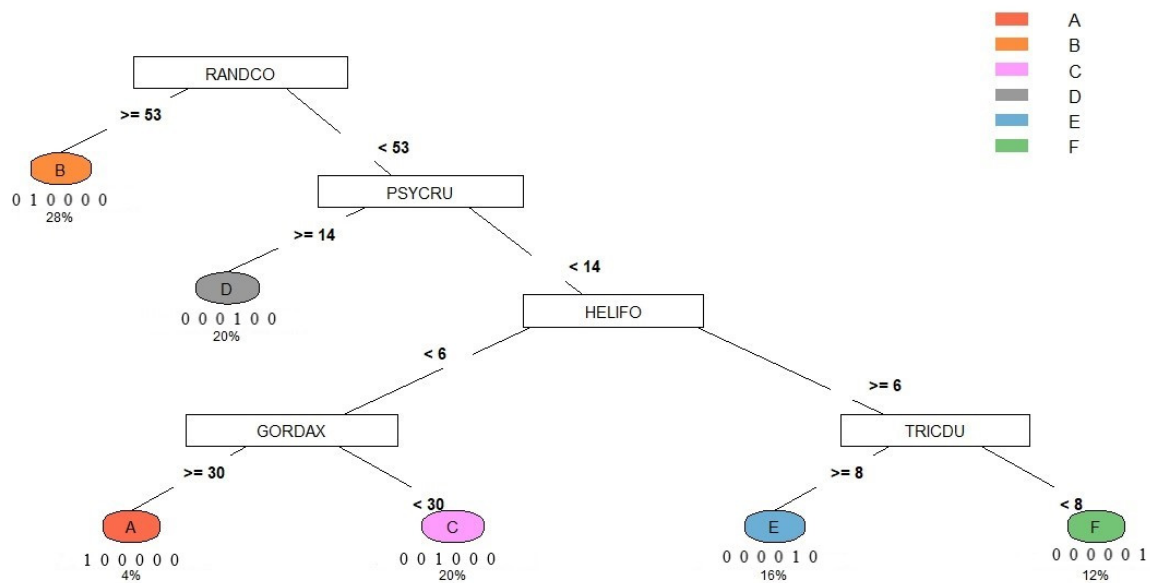 A
B
C
D
E
F
RANDCO
>= 53
< 53
B
0 1 0 0 0 0
28%
PSYCRU
>= 14
< 14
D
0 0 0 1 0 0
20%
HELIFO
< 6
>= 6
GORDAX
TRICDU
>= 30
< 30
>= 8
< 8
A
C
E
F
1 0 0 0 0 0
0 0 1 0 0 0
0 0 0 0 1 0
0 0 0 0 0 1
4%
20%
16%
12%